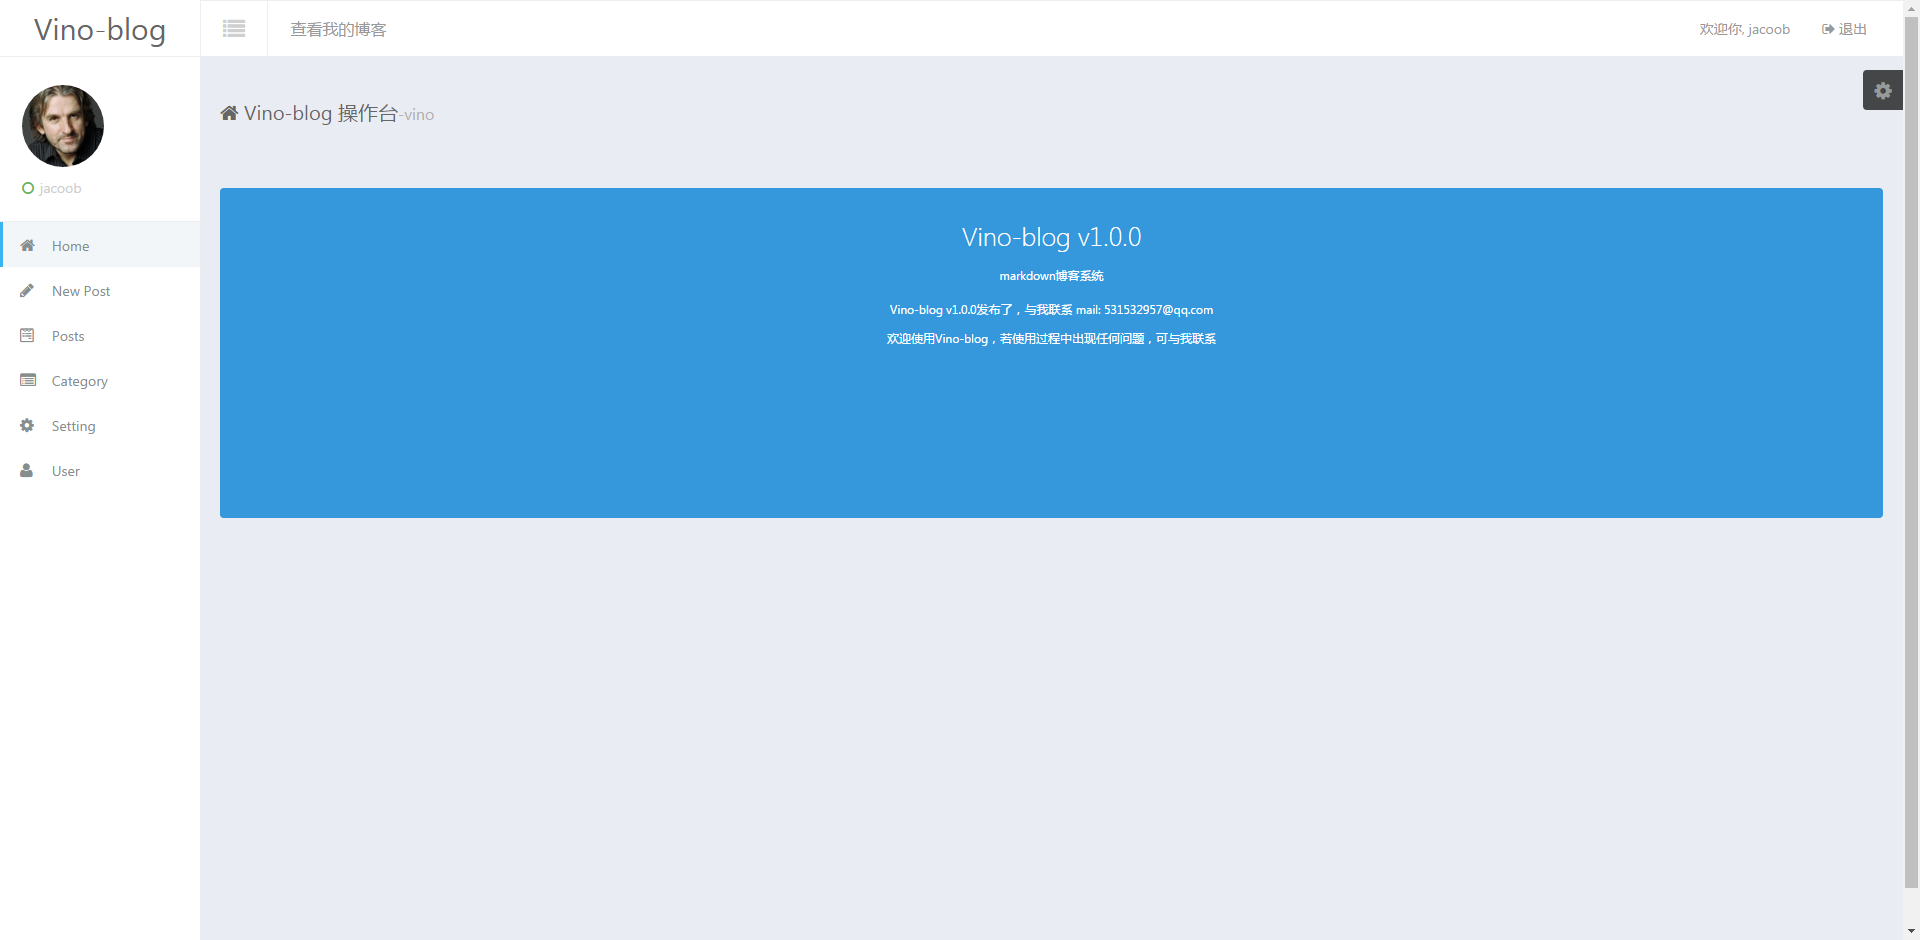 Vino-blog
查看我的博客
欢迎你, jacoob
退出
jacoob
Home
New Post
Posts
Category
Setting
User
Vino-blog 操作台-vino
Vino-blog v1.0.0
markdown博客系统
Vino-blog v1.0.0发布了，与我联系 mail: 531532957@qq.com
欢迎使用Vino-blog，若使用过程中出现任何问题，可与我联系